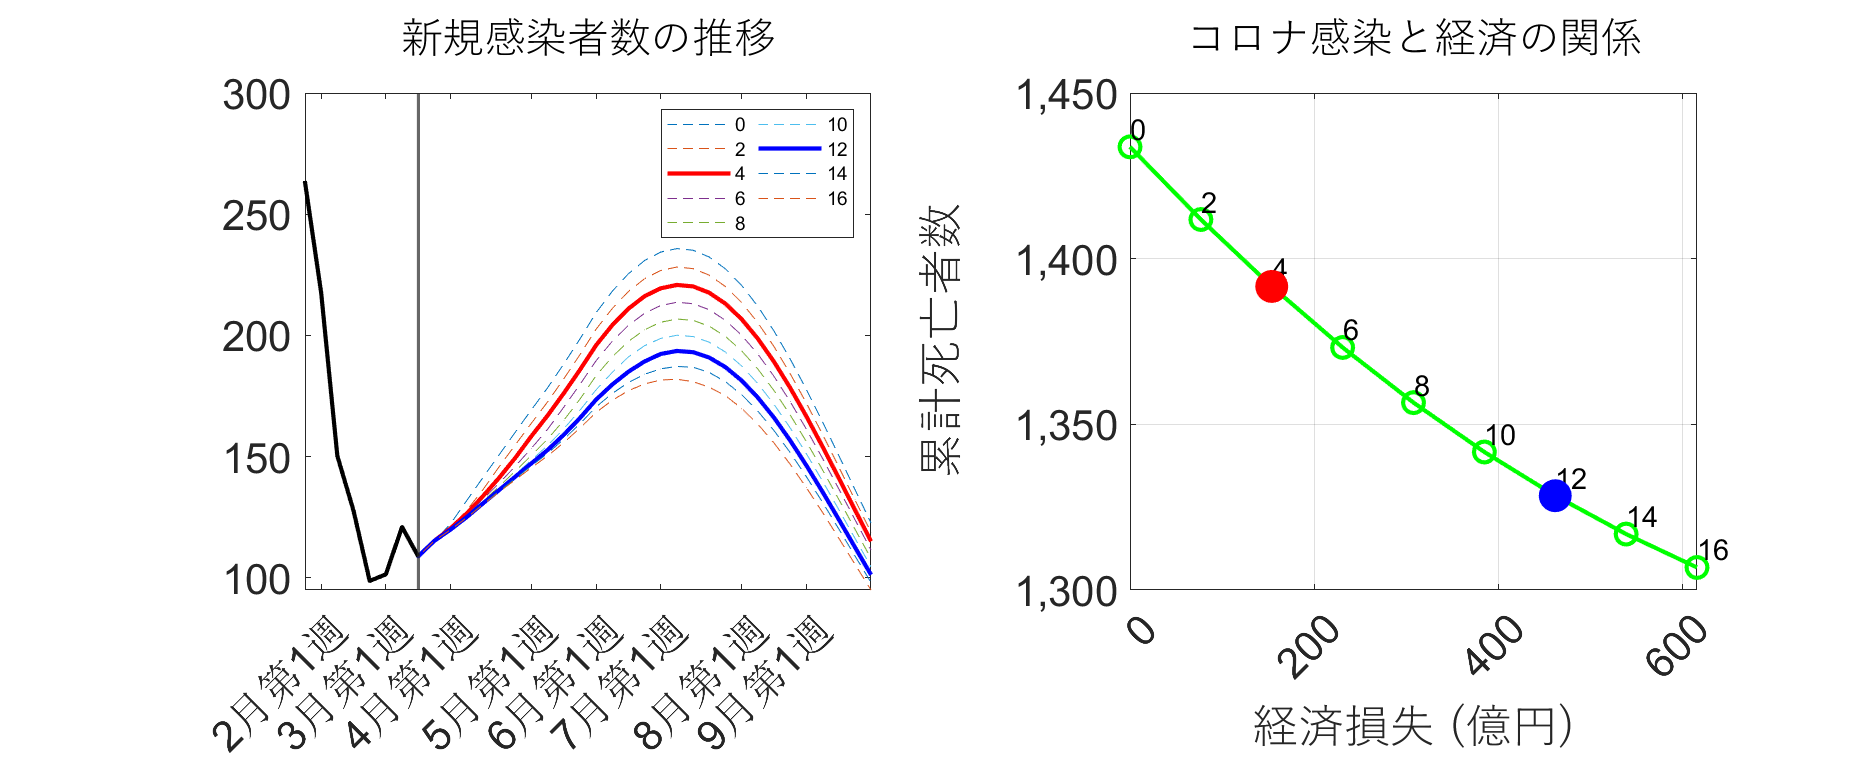 新規感染者数の推移
300
250
200
150
100
0
2
4
6
8
10
12
14
16
2月第1週
3月第1週
4月第1週
5月第1週
6月第1週
7月第1週
8月第1週
9月第1週
コロナ感染と経済の関係
累計死亡者数
1,450
1,400
1,350
1,300
0
2
4
6
8
10
12
14
16
0
200
400
600
経済損失 (億円)